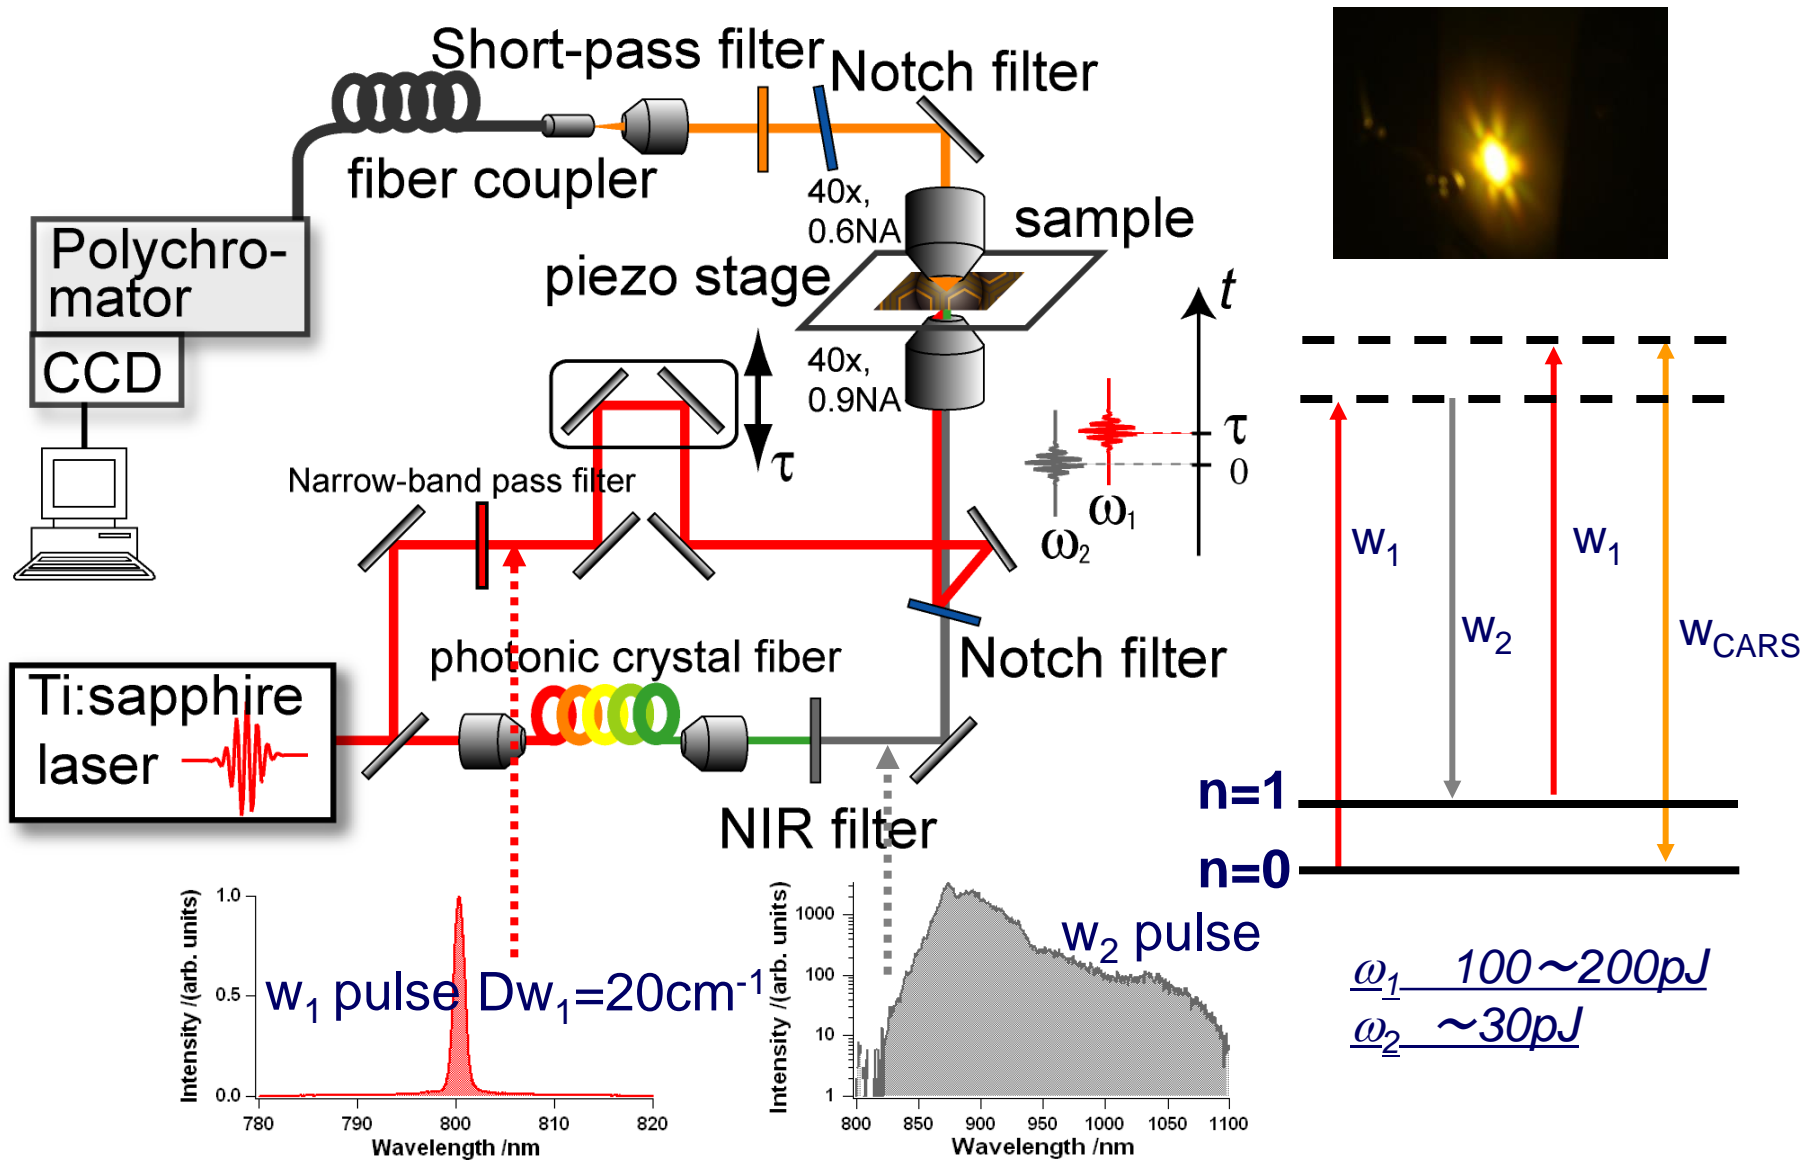 Short-pass filter
Notch filter
fiber coupler
40x,
0.6NA
sample
Polychro-
mator
piezo stage
t
CCD
40x,
0.9NA
τ
τ
0
Narrow-band pass filter
ω1
ω2
w1
w1
w2
wCARS
photonic crystal fiber
Notch filter
Ti:sapphire
laser
NIR filter
n=1
n=0
Intensity /(arb. units)
1.0
0.5
0.0
780
790
800
810
820
Wavelength /nm
w1 pulse Dw1=20cm-1
Intensity /(arb. units)
1000
100
10
1
800
850
900
950
1000
1050
1100
Wavelength /nm
w2 pulse
ω1 100~200pJ
ω2 ~30pJ